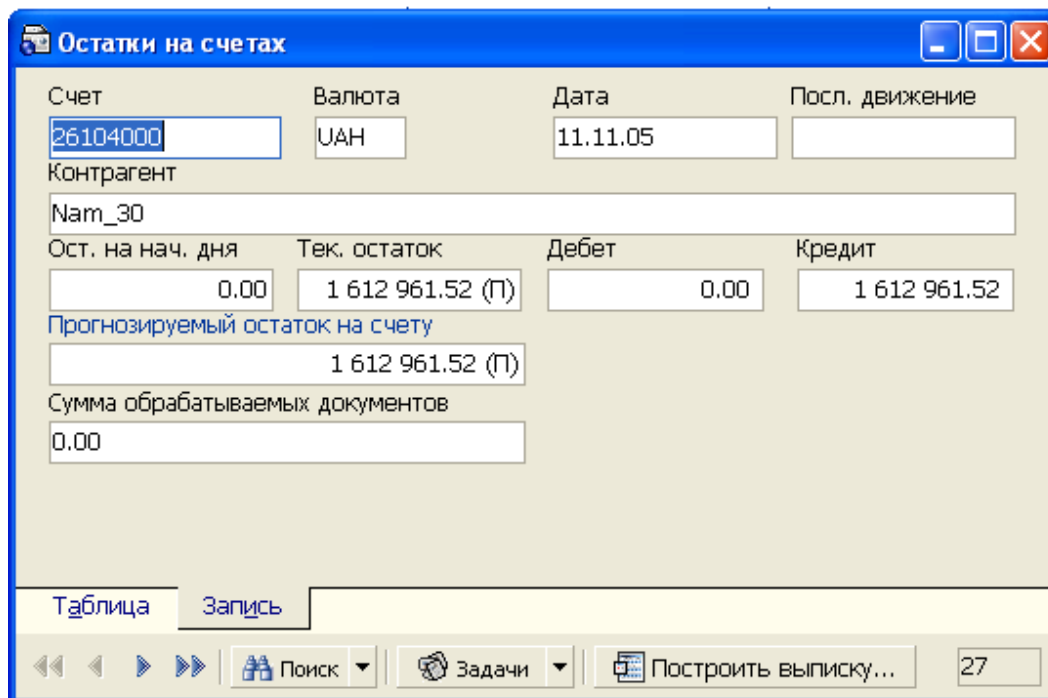 Остатки на счетах
Счет Валюта Дата Посл. движение
26104000 UAH 11.11.05
Контрагент
Nam_30
Ост. на нач. дня Тек. остаток Дебет Кредит
0.00 1 612 961.52 (П) 0.00 1 612 961.52
Прогнозируемый остаток на счету
1 612 961.52 (П)
Сумма обрабатываемых документов
0.00
Таблица Запись
Поиск Задачи Построить выписку... 27